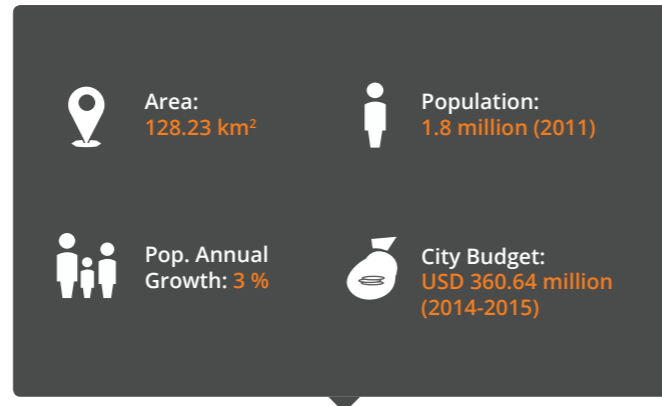 Area:
128.23 km²
Population:
1.8 million (2011)
Pop. Annual
Growth: 3 %
City Budget:
USD 360.64 million
(2014-2015)